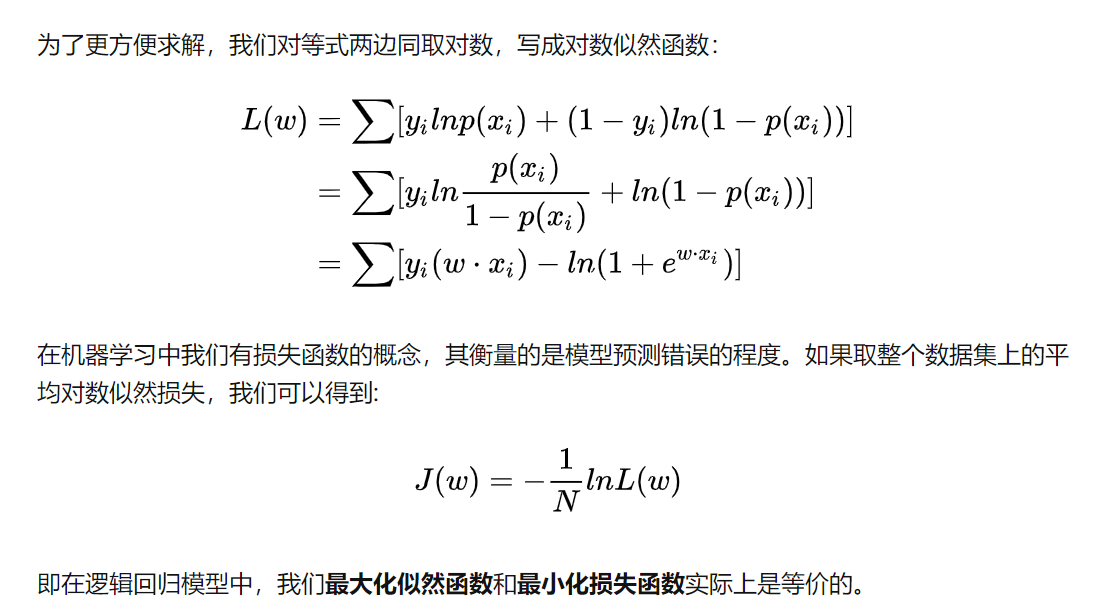 为了更方便求解，我们对等式两边同取对数，写成对数似然函数：
L(w) = ∑[y_i lnp(x_i) + (1 − y_i)ln(1 − p(x_i))]
= ∑[y_i ln \frac{p(x_i)}{1 − p(x_i)} + ln(1 − p(x_i))]
= ∑[y_i(w · x_i) − ln(1 + e^{w·x_i})]
在机器学习中我们有损失函数的概念，其衡量的是模型预测错误的程度。如果取整个数据集上的平
均对数似然损失，我们可以得到:
J(w) = −\frac{1}{N} lnL(w)
即在逻辑回归模型中，我们最大化似然函数和最小化损失函数实际上是等价的。